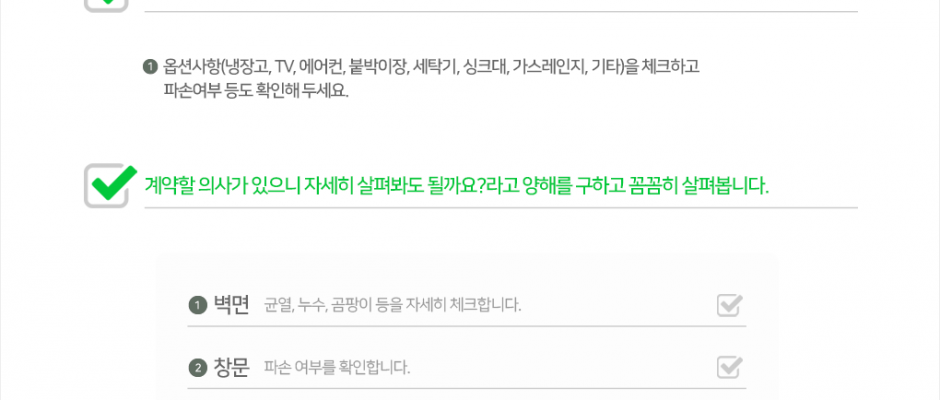 1 옵션사항(냉장고, TV, 에어컨, 붙박이장, 세탁기, 싱크대, 가스레인지, 기타)을 체크하고
파손여부 등도 확인해 두세요.
계약할 의사가 있으니 자세히 살펴봐도 될까요?라고 양해를 구하고 꼼꼼히 살펴봅니다.
1 벽면 균열, 누수, 곰팡이 등을 자세히 체크합니다.
2 창문 파손 여부를 확인합니다.